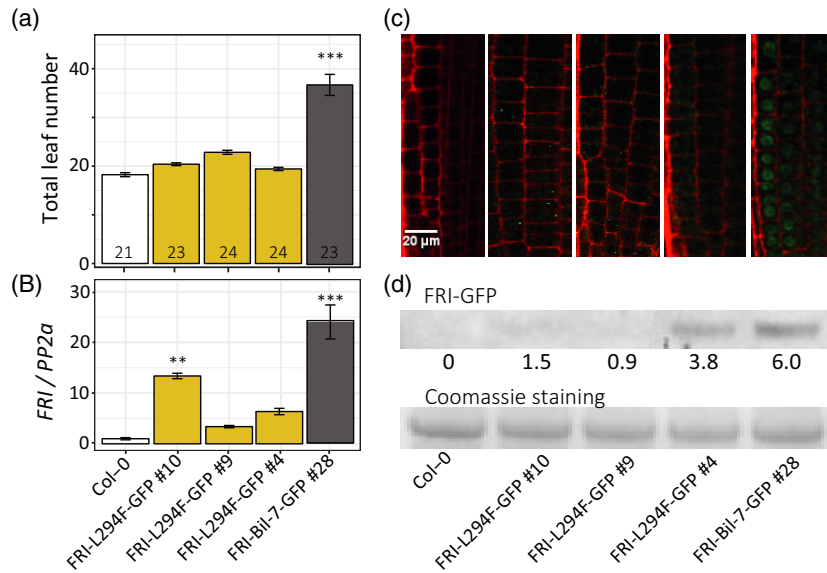 (a)
Total leaf number
40
20
0
***
21
23
24
24
23
(B)
FRI / PP2a
30
20
10
0
**
***
Col–0
FRI-L294F-GFP #10
FRI-L294F-GFP #9
FRI-L294F-GFP #4
FRI-Bil-7-GFP #28
(c)
20 µm
(d)
FRI-GFP
0 1.5 0.9 3.8 6.0
Coomassie staining
Col–0
FRI-L294F-GFP #10
FRI-L294F-GFP #9
FRI-L294F-GFP #4
FRI-Bil-7-GFP #28